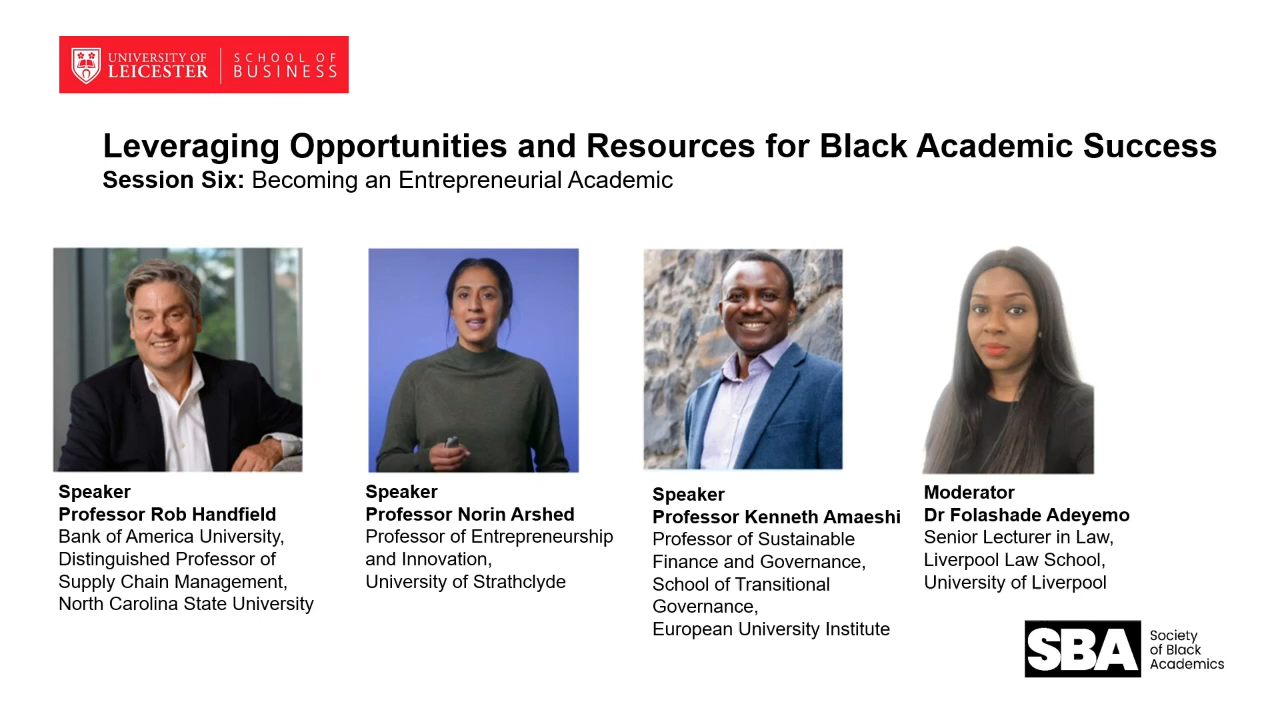 UNIVERSITY OF
LEICESTER
SCHOOL OF
BUSINESS
Leveraging Opportunities and Resources for Black Academic Success
Session Six: Becoming an Entrepreneurial Academic
Speaker
Professor Rob Handfield
Bank of America University,
Distinguished Professor of
Supply Chain Management,
North Carolina State University
Speaker
Professor Norin Arshed
Professor of Entrepreneurship
and Innovation,
University of Strathclyde
Speaker
Professor Kenneth Amaeshi
Professor of Sustainable
Finance and Governance,
School of Transitional
Governance,
European University Institute
Moderator
Dr Folashade Adeyemo
Senior Lecturer in Law,
Liverpool Law School,
University of Liverpool
SBA
Society
of Black
Academics